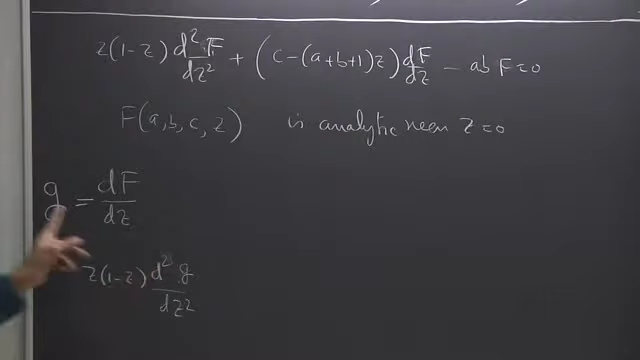 z(1-z) d²F/dz² + (c-(a+b+1)z) dF/dz - ab F=0
F(a,b,c,z) is analytic near z=0
g = dF/dz
z(1-z) d²g/dz²